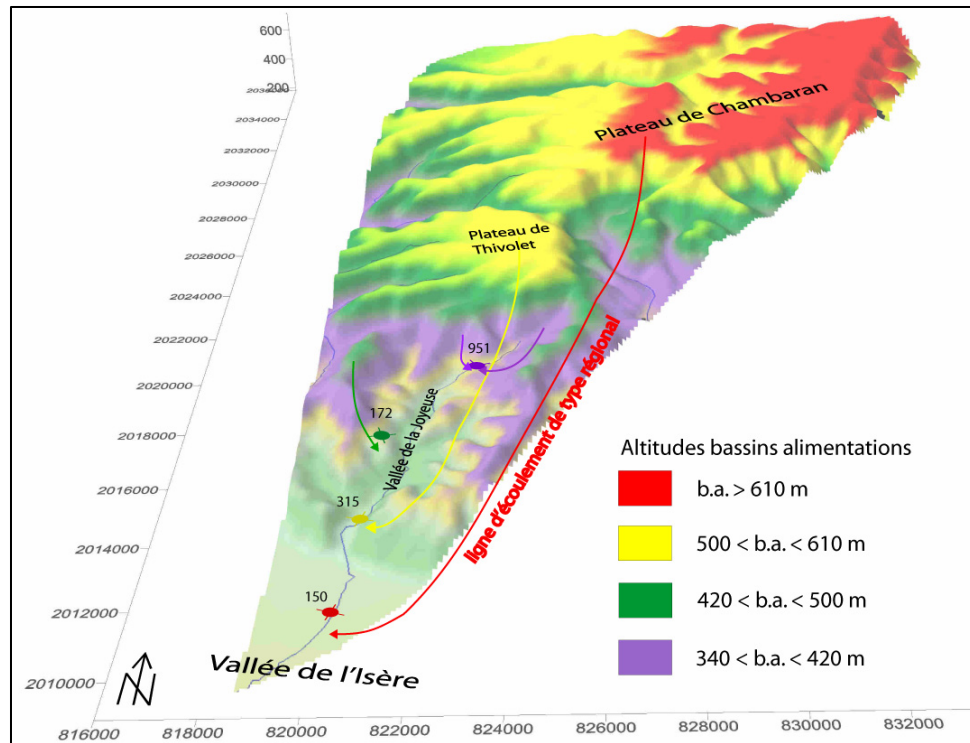 600
400
200
2036000
2034000
2032000
2030000
2028000
2026000
2024000
2022000
2020000
2018000
2016000
2014000
2012000
2010000
816000
818000
820000
822000
824000
826000
828000
830000
832000
Plateau de Chambaran
Plateau de
Thivolet
951
172
Vallée de la Joyeuse
315
150
ligne d'écoulement de type régional
Vallée de l'Isère
N
Altitudes bassins alimentations
b.a. > 610 m
500 < b.a. < 610 m
420 < b.a. < 500 m
340 < b.a. < 420 m